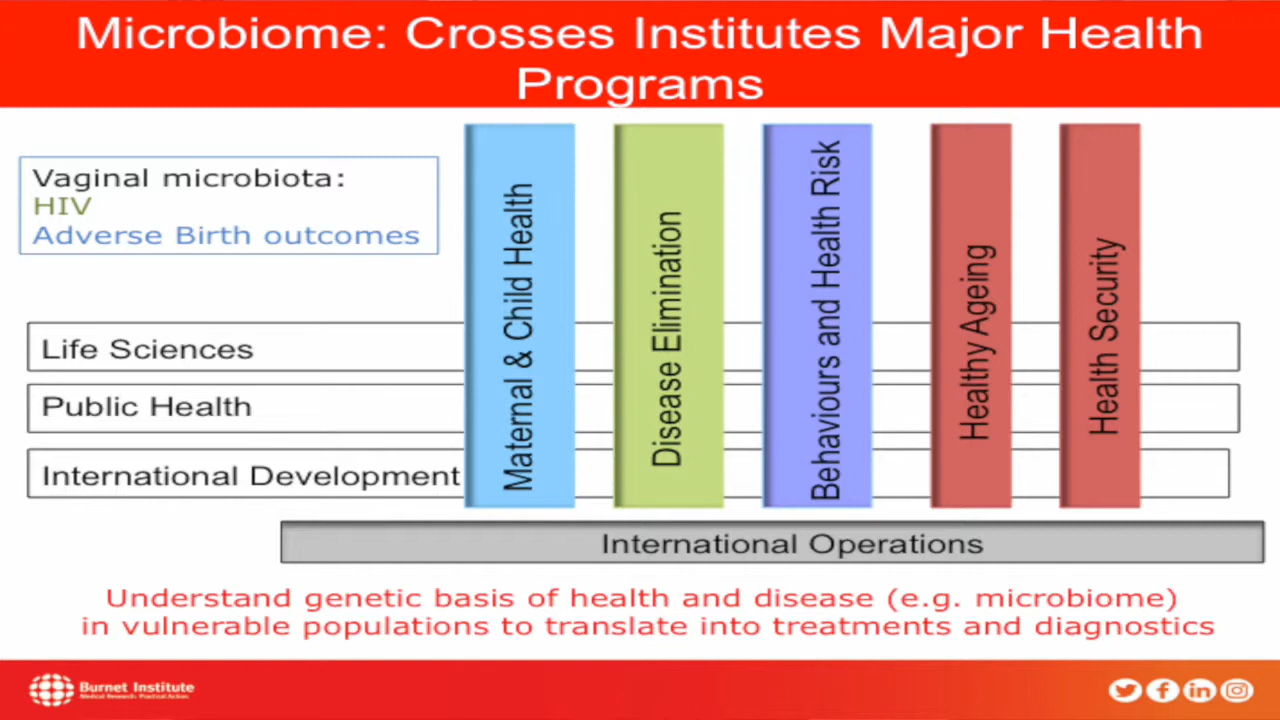 Microbiome: Crosses Institutes Major Health
Programs
Vaginal microbiota:
HIV
Adverse Birth outcomes
Maternal & Child Health
Disease Elimination
Behaviours and Health Risk
Healthy Ageing
Health Security
Life Sciences
Public Health
International Development
International Operations
Understand genetic basis of health and disease (e.g. microbiome)
in vulnerable populations to translate into treatments and diagnostics
Burnet Institute
Medical Research. Practical Action.